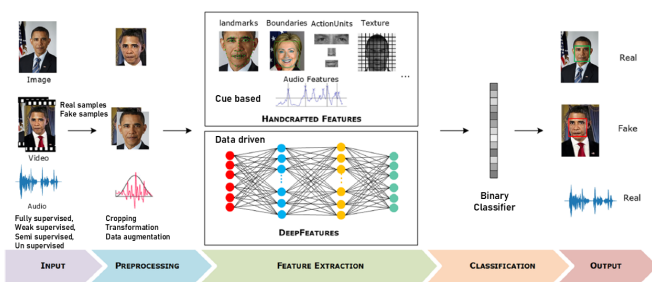 landmarks
Boundaries
ActionUnits
Texture
Image
Audio Features
...
Cue based
HANDCRAFTED FEATURES
Real samples
Fake samples
Video
Audio
Fully supervised,
Weak supervised,
Semi supervised,
Un supervised
Cropping
Transformation
Data augmentation
Data driven
DEEPFEATURES
Binary
Classifier
Real
Fake
Real
INPUT
PREPROCESSING
FEATURE EXTRACTION
CLASSIFICATION
OUTPUT